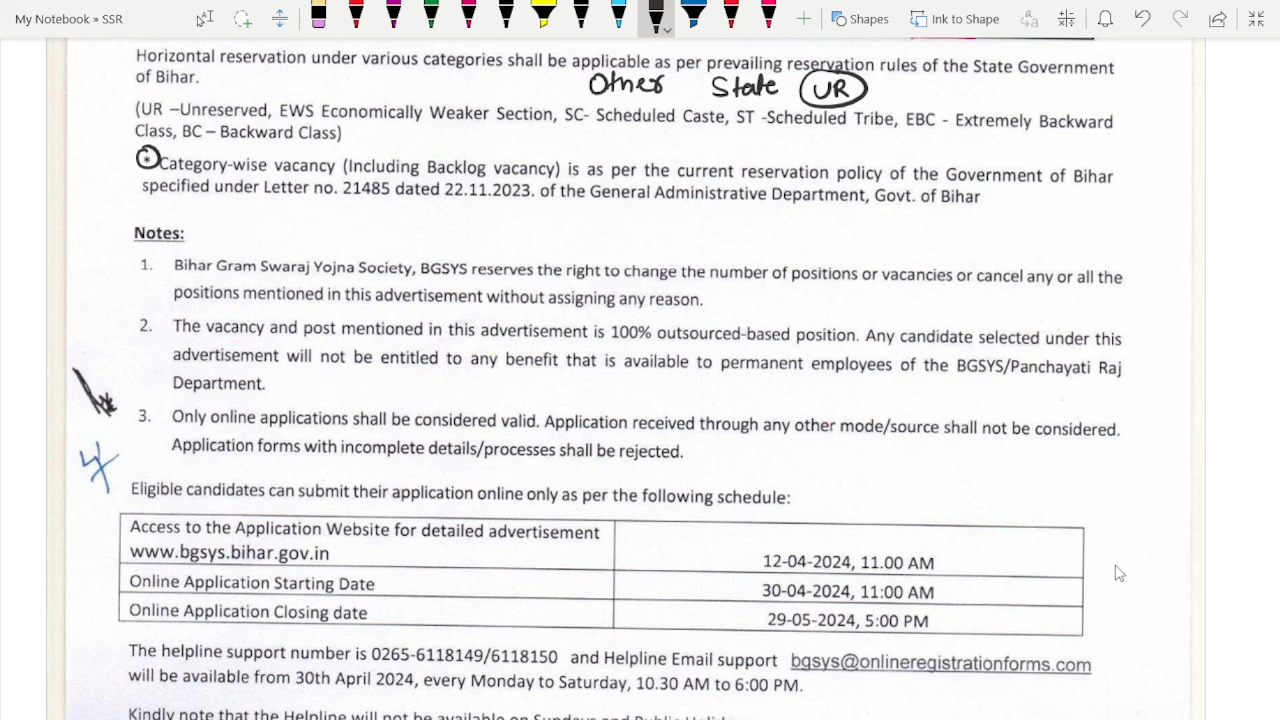 My Notebook » SSR
Shapes
Ink to Shape
Horizontal reservation under various categories shall be applicable as per prevailing reservation rules of the State Government
of Bihar.
Other State UR
(UR –Unreserved, EWS Economically Weaker Section, SC- Scheduled Caste, ST -Scheduled Tribe, EBC - Extremely Backward
Class, BC – Backward Class)
*Category-wise vacancy (Including Backlog vacancy) is as per the current reservation policy of the Government of Bihar
specified under Letter no. 21485 dated 22.11.2023. of the General Administrative Department, Govt. of Bihar
Notes:
1. Bihar Gram Swaraj Yojna Society, BGSYS reserves the right to change the number of positions or vacancies or cancel any or all the
positions mentioned in this advertisement without assigning any reason.
2. The vacancy and post mentioned in this advertisement is 100% outsourced-based position. Any candidate selected under this
advertisement will not be entitled to any benefit that is available to permanent employees of the BGSYS/Panchayati Raj
Department.
3. Only online applications shall be considered valid. Application received through any other mode/source shall not be considered.
Application forms with incomplete details/processes shall be rejected.
Eligible candidates can submit their application online only as per the following schedule:
Access to the Application Website for detailed advertisement
www.bgsys.bihar.gov.in
12-04-2024, 11.00 AM
Online Application Starting Date
30-04-2024, 11:00 AM
Online Application Closing date
29-05-2024, 5:00 PM
The helpline support number is 0265-6118149/6118150 and Helpline Email support bgsys@onlineregistrationforms.com
will be available from 30th April 2024, every Monday to Saturday, 10.30 AM to 6:00 PM.
Kindly note that the Helpline will not be available on Sundays and Public